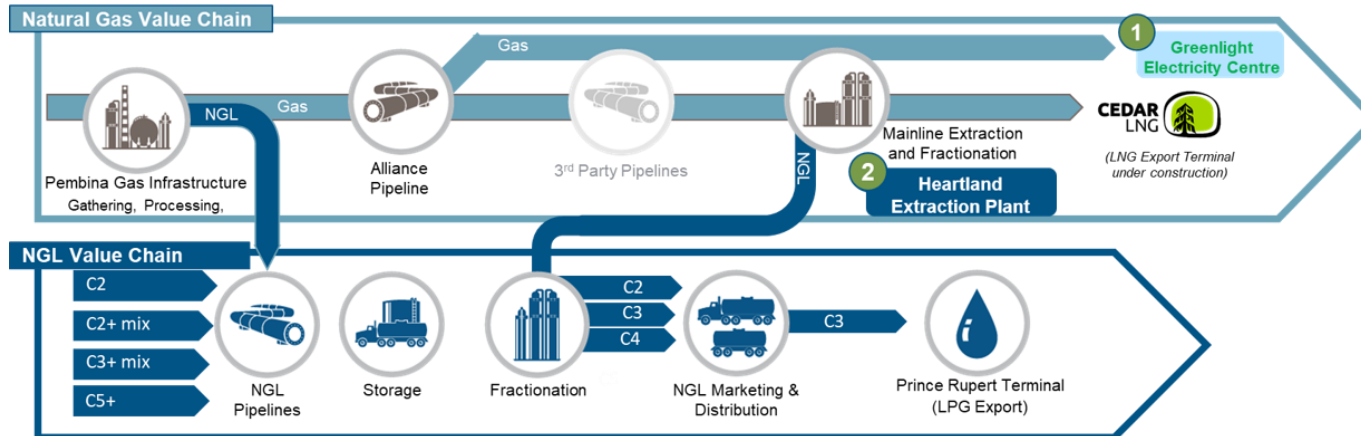 Natural Gas Value Chain
Gas
1
Greenlight
Electricity Centre
NGL
Gas
CEDAR
LNG
(LNG Export Terminal
under construction)
Pembina Gas Infrastructure
Gathering, Processing,
Alliance
Pipeline
3rd Party Pipelines
NGL
Mainline Extraction
and Fractionation
2
Heartland
Extraction Plant
NGL Value Chain
C2
C2+ mix
C3+ mix
C5+
NGL
Pipelines
Storage
Fractionation
C2
C3
C4
NGL Marketing &
Distribution
C3
Prince Rupert Terminal
(LPG Export)